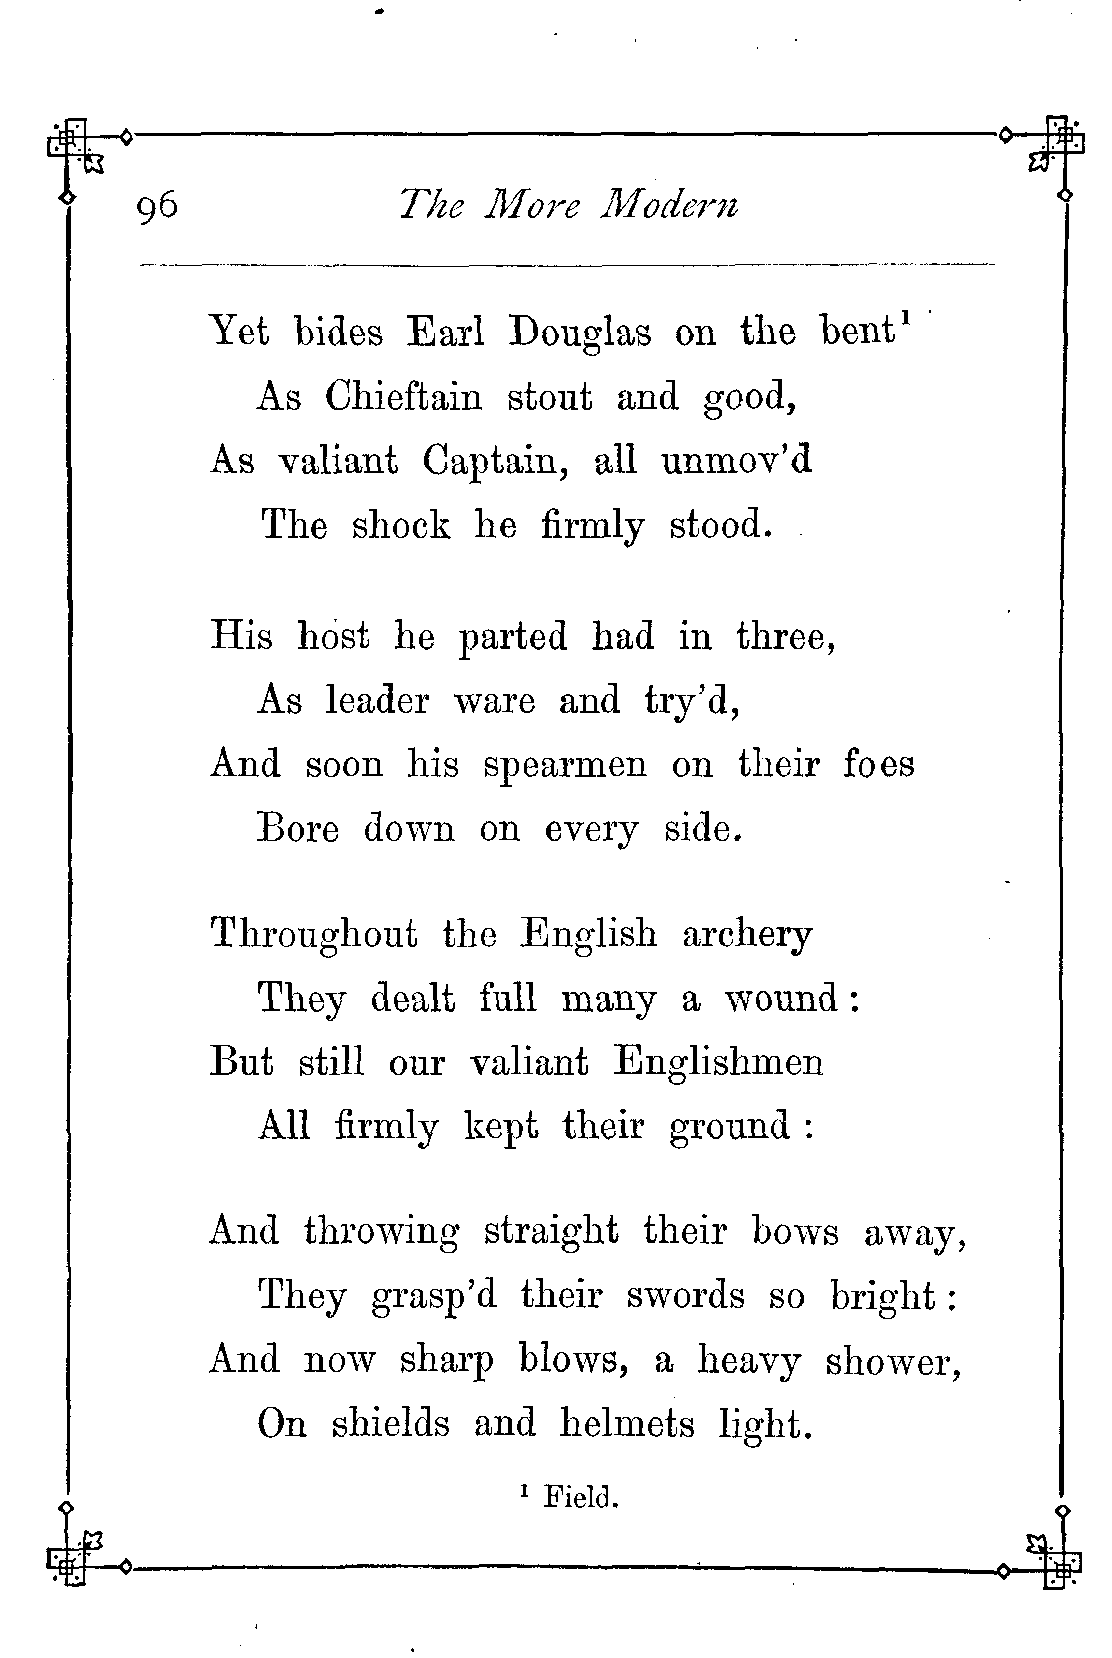 96 The More Modern
Yet bides Earl Douglas on the bent¹
As Chieftain stout and good,
As valiant Captain, all unmov’d
The shock he firmly stood.
His host he parted had in three,
As leader ware and try’d,
And soon his spearmen on their foes
Bore down on every side.
Throughout the English archery
They dealt full many a wound :
But still our valiant Englishmen
All firmly kept their ground :
And throwing straight their bows away,
They grasp’d their swords so bright :
And now sharp blows, a heavy shower,
On shields and helmets light.
¹ Field.